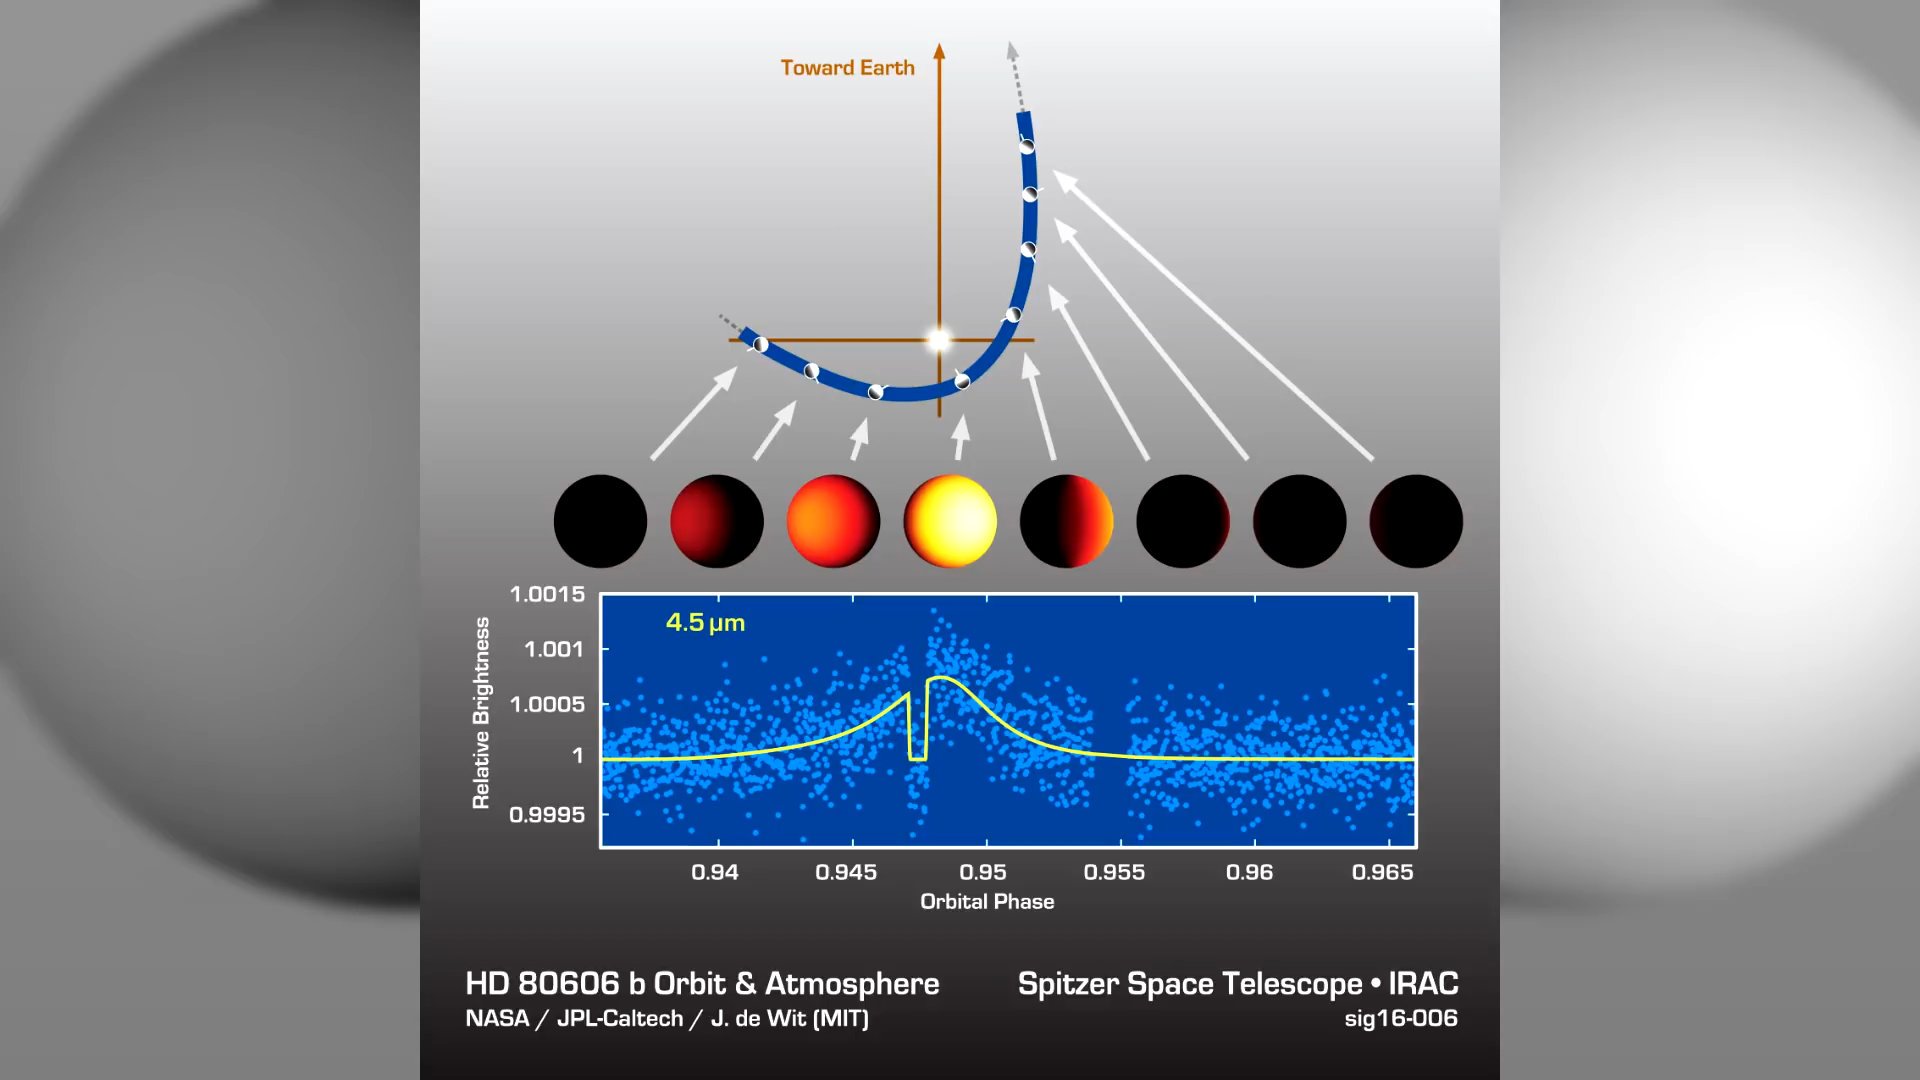 Toward Earth
1.0015
4.5 µm
1.001
1.0005
1
0.9995
Relative Brightness
0.94 0.945 0.95 0.955 0.96 0.965
Orbital Phase
HD 80606 b Orbit & Atmosphere
NASA / JPL-Caltech / J. de Wit (MIT)
Spitzer Space Telescope • IRAC
sig16-006